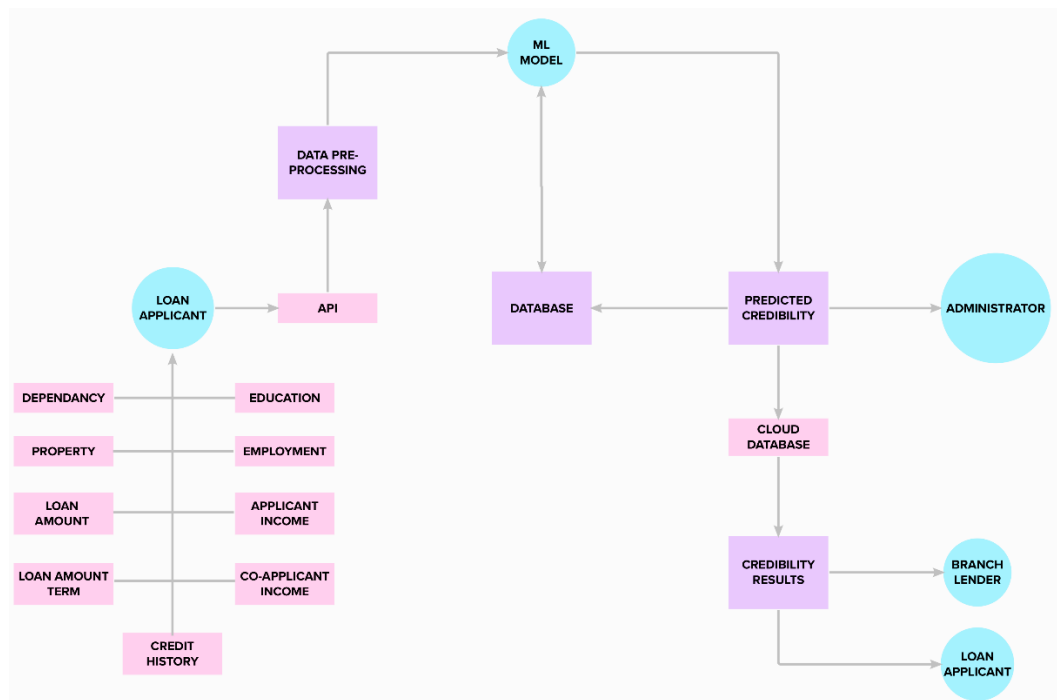 ML
MODEL
DATA PRE-
PROCESSING
LOAN
APPLICANT
API
DATABASE
PREDICTED
CREDIBILITY
ADMINISTRATOR
DEPENDANCY
EDUCATION
PROPERTY
EMPLOYMENT
LOAN
AMOUNT
APPLICANT
INCOME
LOAN AMOUNT
TERM
CO-APPLICANT
INCOME
CREDIT
HISTORY
CLOUD
DATABASE
CREDIBILITY
RESULTS
BRANCH
LENDER
LOAN
APPLICANT